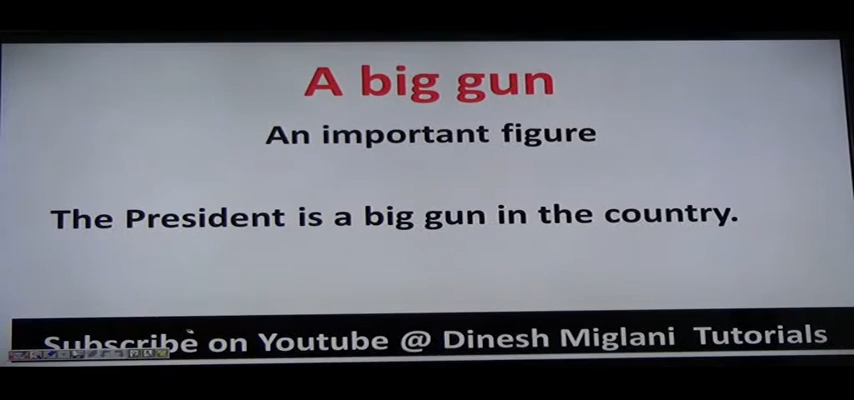 A big gun
An important figure
The President is a big gun in the country.
Subscribe on Youtube @ Dinesh Miglani Tutorials